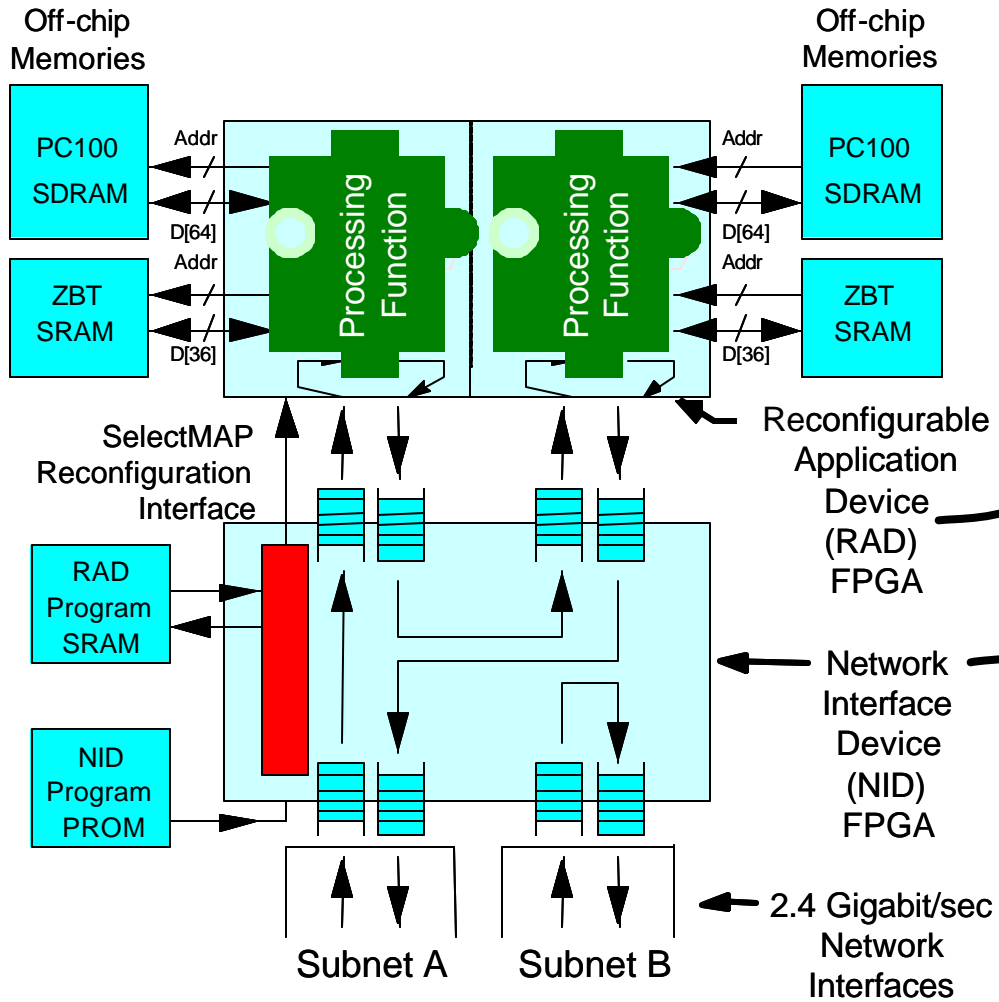 Off-chip
Memories
Off-chip
Memories
PC100
SDRAM
Addr
D[64]
ZBT
SRAM
Addr
D[36]
Processing
Function
Processing
Function
Addr
D[64]
PC100
SDRAM
Addr
D[36]
ZBT
SRAM
SelectMAP
Reconfiguration
Interface
Reconfigurable
Application
Device
(RAD)
FPGA
RAD
Program
SRAM
Network
Interface
Device
(NID)
FPGA
NID
Program
PROM
2.4 Gigabit/sec
Network
Interfaces
Subnet A
Subnet B